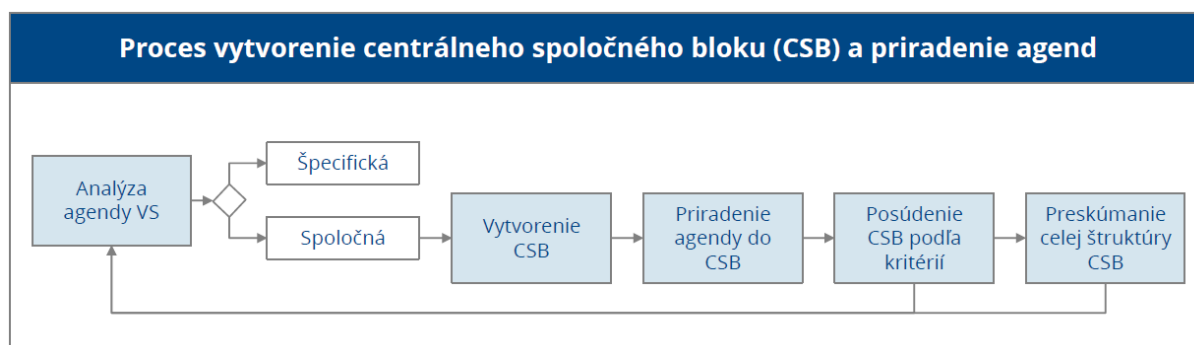 Proces vytvorenie centrálneho spoločného bloku (CSB) a priradenie agend
Analýza
agendy VS
Špecifická
Spoločná
Vytvorenie
CSB
Priradenie
agendy do
CSB
Posúdenie
CSB podľa
kritérií
Preskúmanie
celej štruktúry
CSB